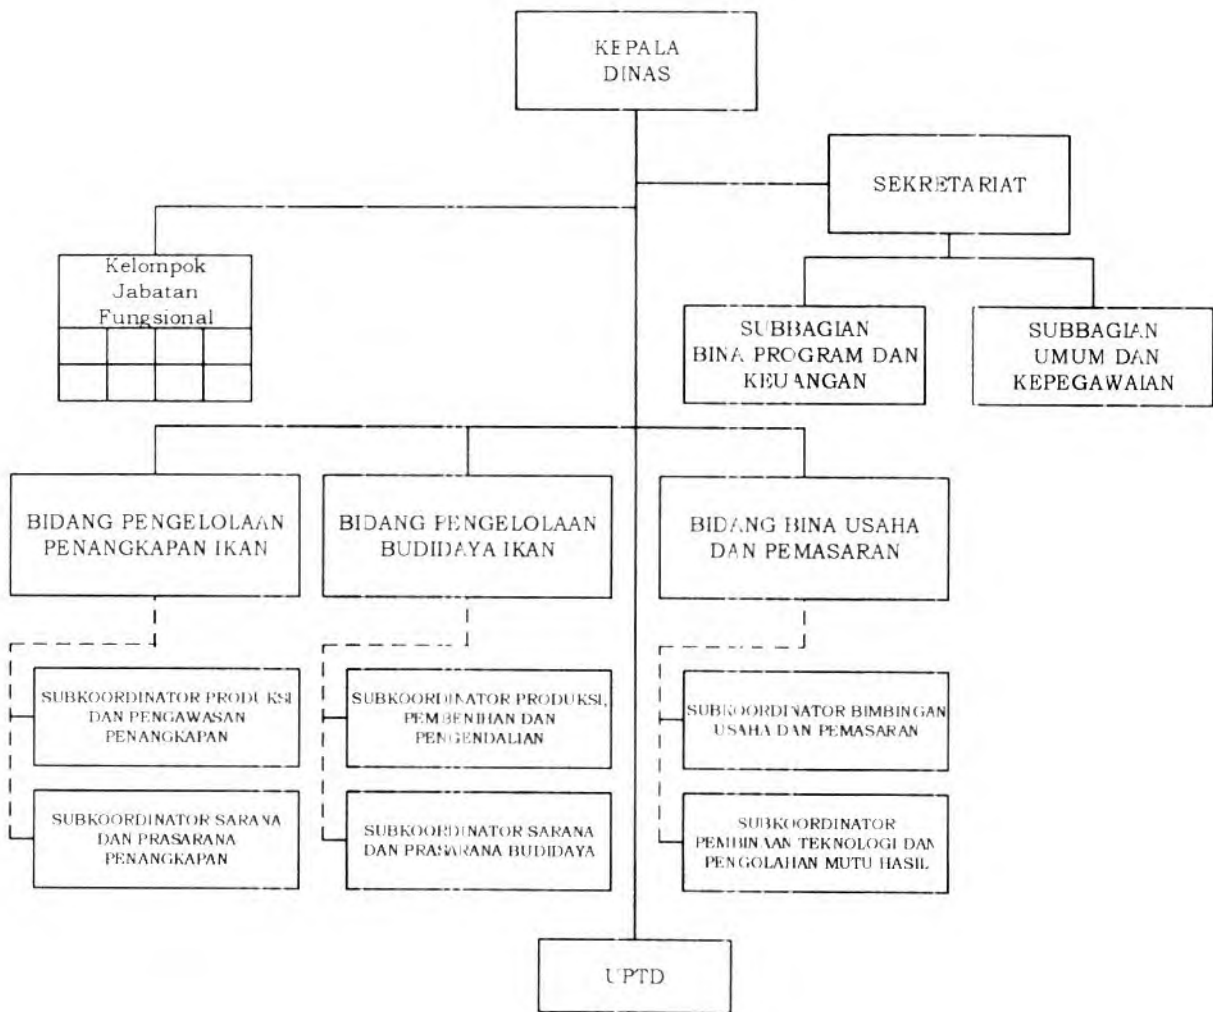 KEPALA
DINAS
SEKRETARIAT
Kelompok
Jabatan
Fungsional
SUBBAGIAN
BINA PROGRAM DAN
KEUANGAN
SUBBAGIAN
UMUM DAN
KEPEGAWAIAN
BIDANG PENGELOLAAN
PENANGKAPAN IKAN
BIDANG PENGELOLAAN
BUDIDAYA IKAN
BIDANG BINA USAHA
DAN PEMASARAN
SUBKOORDINATOR PRODUKSI
DAN PENGAWASAN
PENANGKAPAN
SUBKOORDINATOR PRODUKSI,
PEMBENIHAN DAN
PENGENDALIAN
SUBKOORDINATOR BIMBINGAN
USAHA DAN PEMASARAN
SUBKOORDINATOR SARANA
DAN PRASARANA
PENANGKAPAN
SUBKOORDINATOR SARANA
DAN PRASARANA BUDIDAYA
SUBKOORDINATOR
PEMBINAAN TEKNOLOGI DAN
PENGOLAHAN MUTU HASIL
UPTD